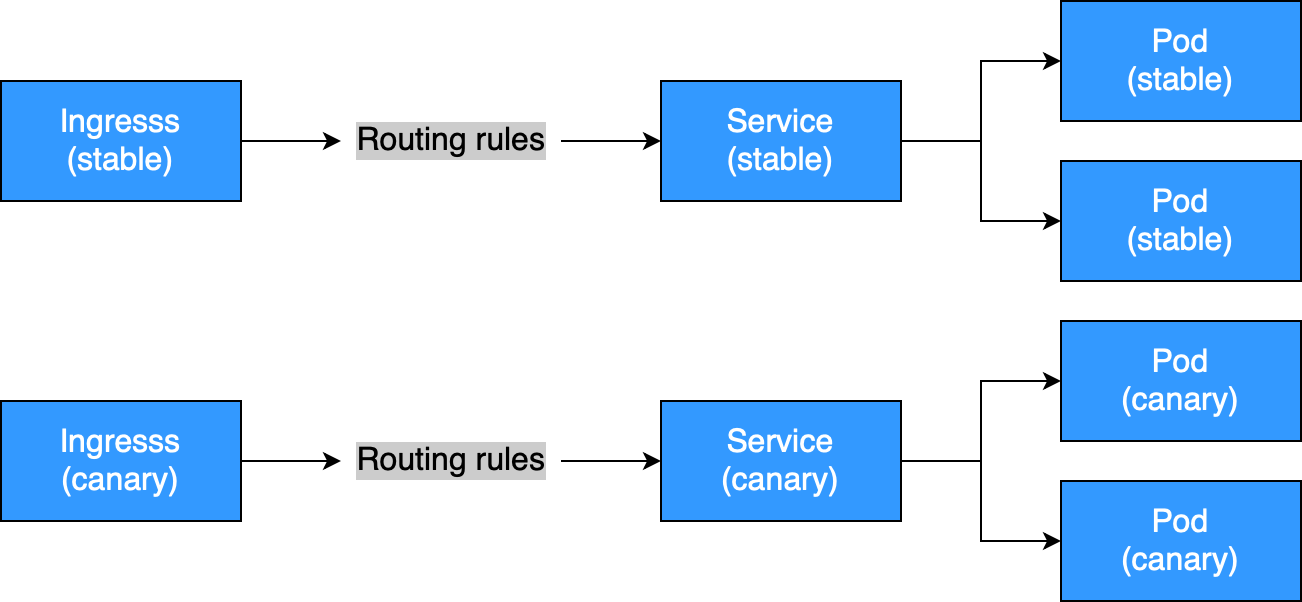 Ingresss
(stable)
Routing rules
Service
(stable)
Pod
(stable)
Pod
(stable)
Ingresss
(canary)
Routing rules
Service
(canary)
Pod
(canary)
Pod
(canary)